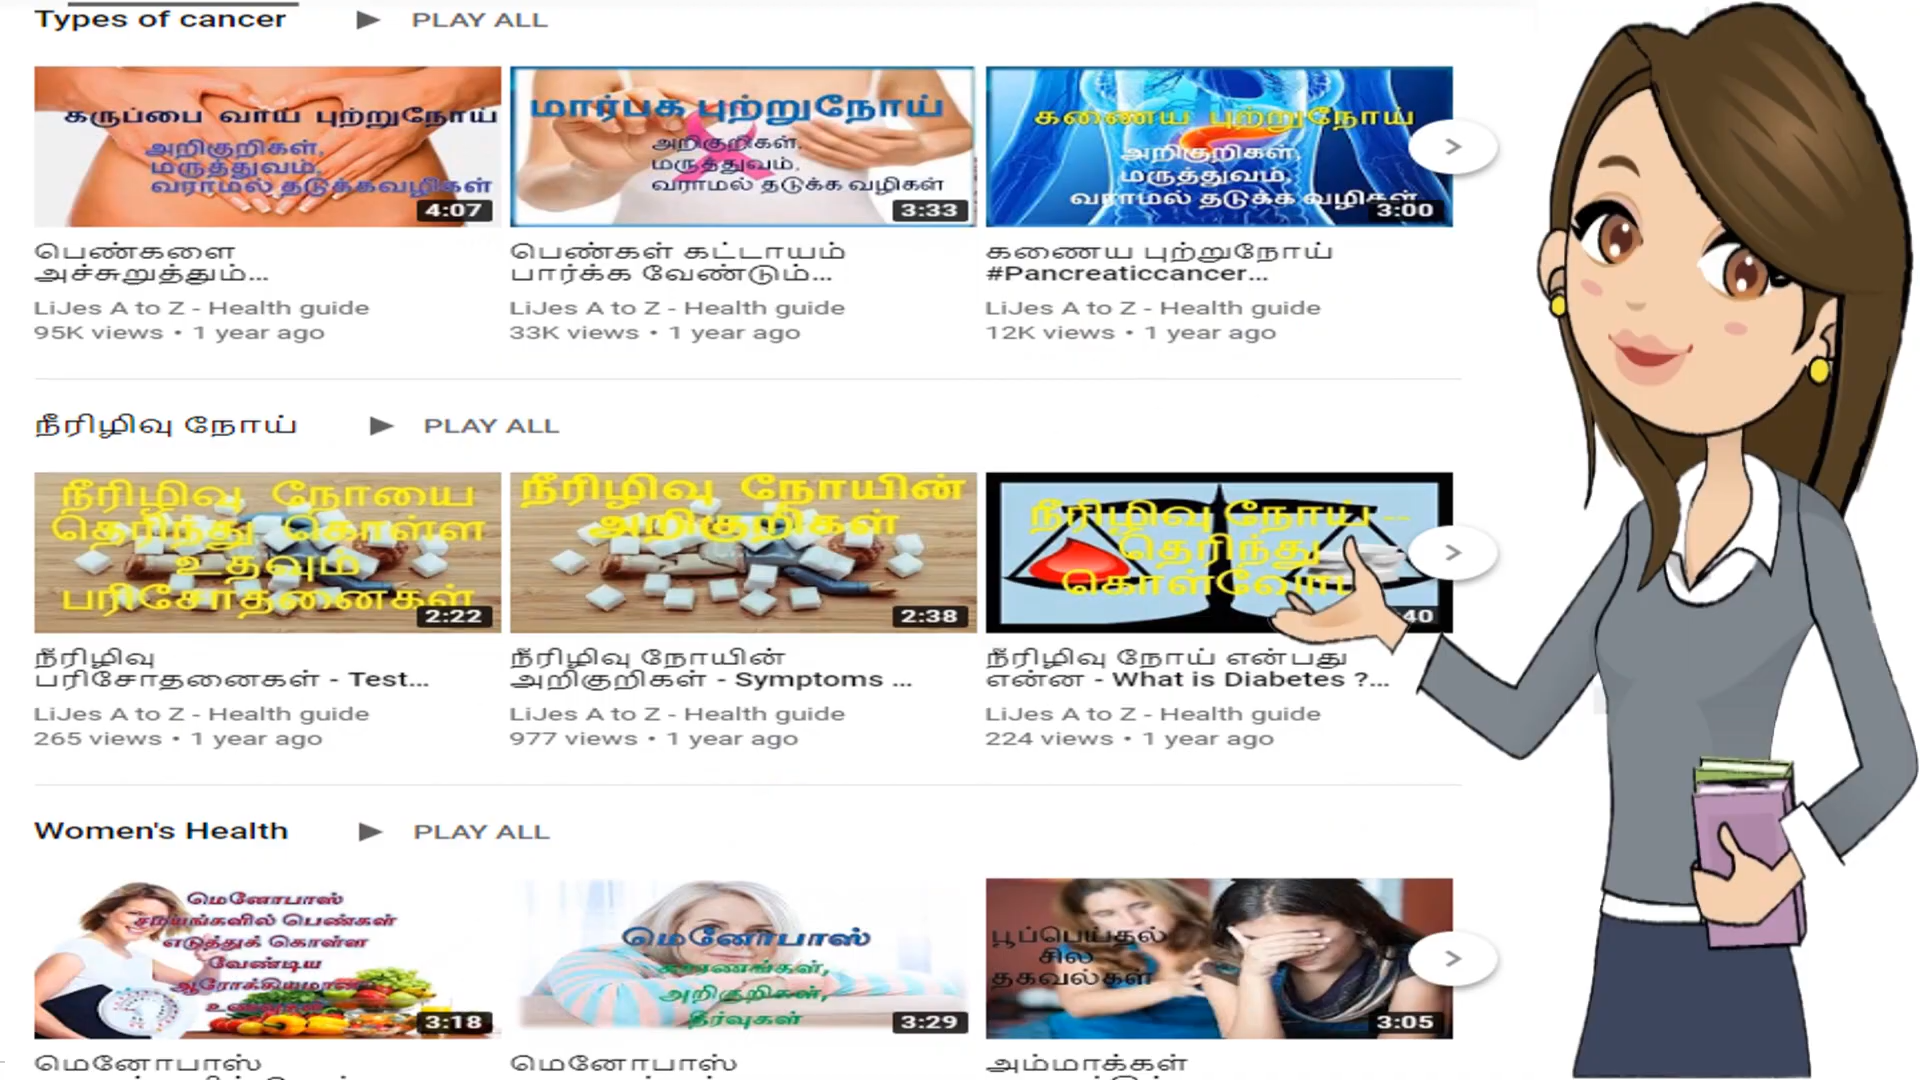 Types of cancer PLAY ALL
கருப்பை வாய் புற்றுநோய்
அறிகுறிகள்,
மருத்துவம்,
வராமல் தடுக்கவழிகள்
4:07
மார்பக புற்றுநோய்
அறிகுறிகள்,
மருத்துவம்,
வராமல் தடுக்க வழிகள்
3:33
கணைய புற்றுநோய்
அறிகுறிகள்,
மருத்துவம்,
வராமல் தடுக்க வழிகள்
3:00
பெண்களை
அச்சுறுத்தும்...
LiJes A to Z - Health guide
95K views • 1 year ago
பெண்கள் கட்டாயம்
பார்க்க வேண்டும்...
LiJes A to Z - Health guide
33K views • 1 year ago
கணைய புற்றுநோய்
#Pancreaticcancer...
LiJes A to Z - Health guide
12K views • 1 year ago
நீரிழிவு நோய் PLAY ALL
நீரிழிவு நோயை
தெரிந்து கொள்ள
உதவும்
பரிசோதனைகள்
2:22
நீரிழிவு நோயின்
அறிகுறிகள்
2:38
நீரிழிவு நோய் --
தெரிந்து
40
நீரிழிவு
பரிசோதனைகள் - Test...
LiJes A to Z - Health guide
265 views • 1 year ago
நீரிழிவு நோயின்
அறிகுறிகள் - Symptoms ...
LiJes A to Z - Health guide
977 views • 1 year ago
நீரிழிவு நோய் என்பது
என்ன - What is Diabetes ?...
LiJes A to Z - Health guide
224 views • 1 year ago
Women's Health PLAY ALL
மெனோபாஸ்
சமயங்களில் பெண்கள்
எடுத்துக் கொள்ள
வேண்டிய
ஆரோக்கியமான
3:18
மெனோபாஸ்
காரணங்கள்,
அறிகுறிகள்,
தீர்வுகள்
3:29
பூப்பெய்தல்
சில
தகவல்கள்
3:05
மெனோபாஸ்
மெனோபாஸ்
அம்மாக்கள்